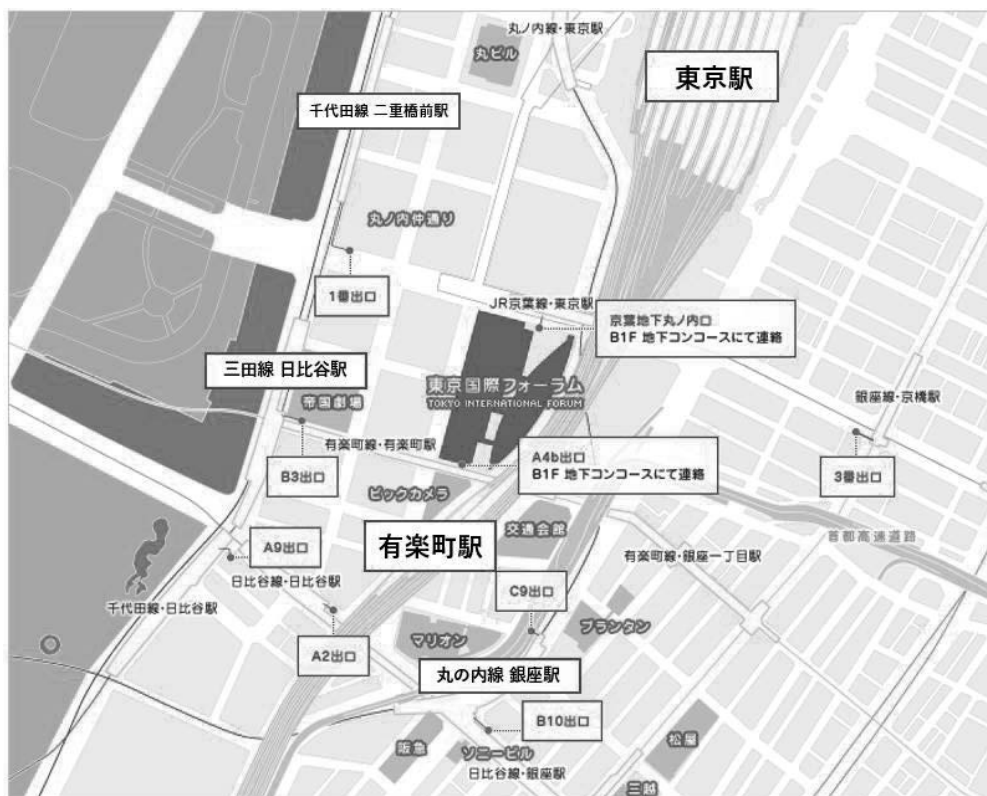 丸ノ内線・東京駅
丸ビル
東京駅
千代田線 二重橋前駅
丸ノ内仲通り
1番出口
JR京葉線・東京駅
京葉地下丸ノ内口
B1F 地下コンコースにて連絡
三田線 日比谷駅
東京国際フォーラム
TOKYO INTERNATIONAL FORUM
帝国劇場
銀座線・京橋駅
有楽町線・有楽町駅
A4b出口
B1F 地下コンコースにて連絡
B3出口
3番出口
ビックカメラ
交通会館
有楽町駅
首都高速道路
A9出口
有楽町線・銀座一丁目駅
日比谷線・日比谷駅
C9出口
千代田線・日比谷駅
プランタン
マリオン
A2出口
丸の内線 銀座駅
B10出口
阪急
ソニービル
松屋
日比谷線・銀座駅
三越